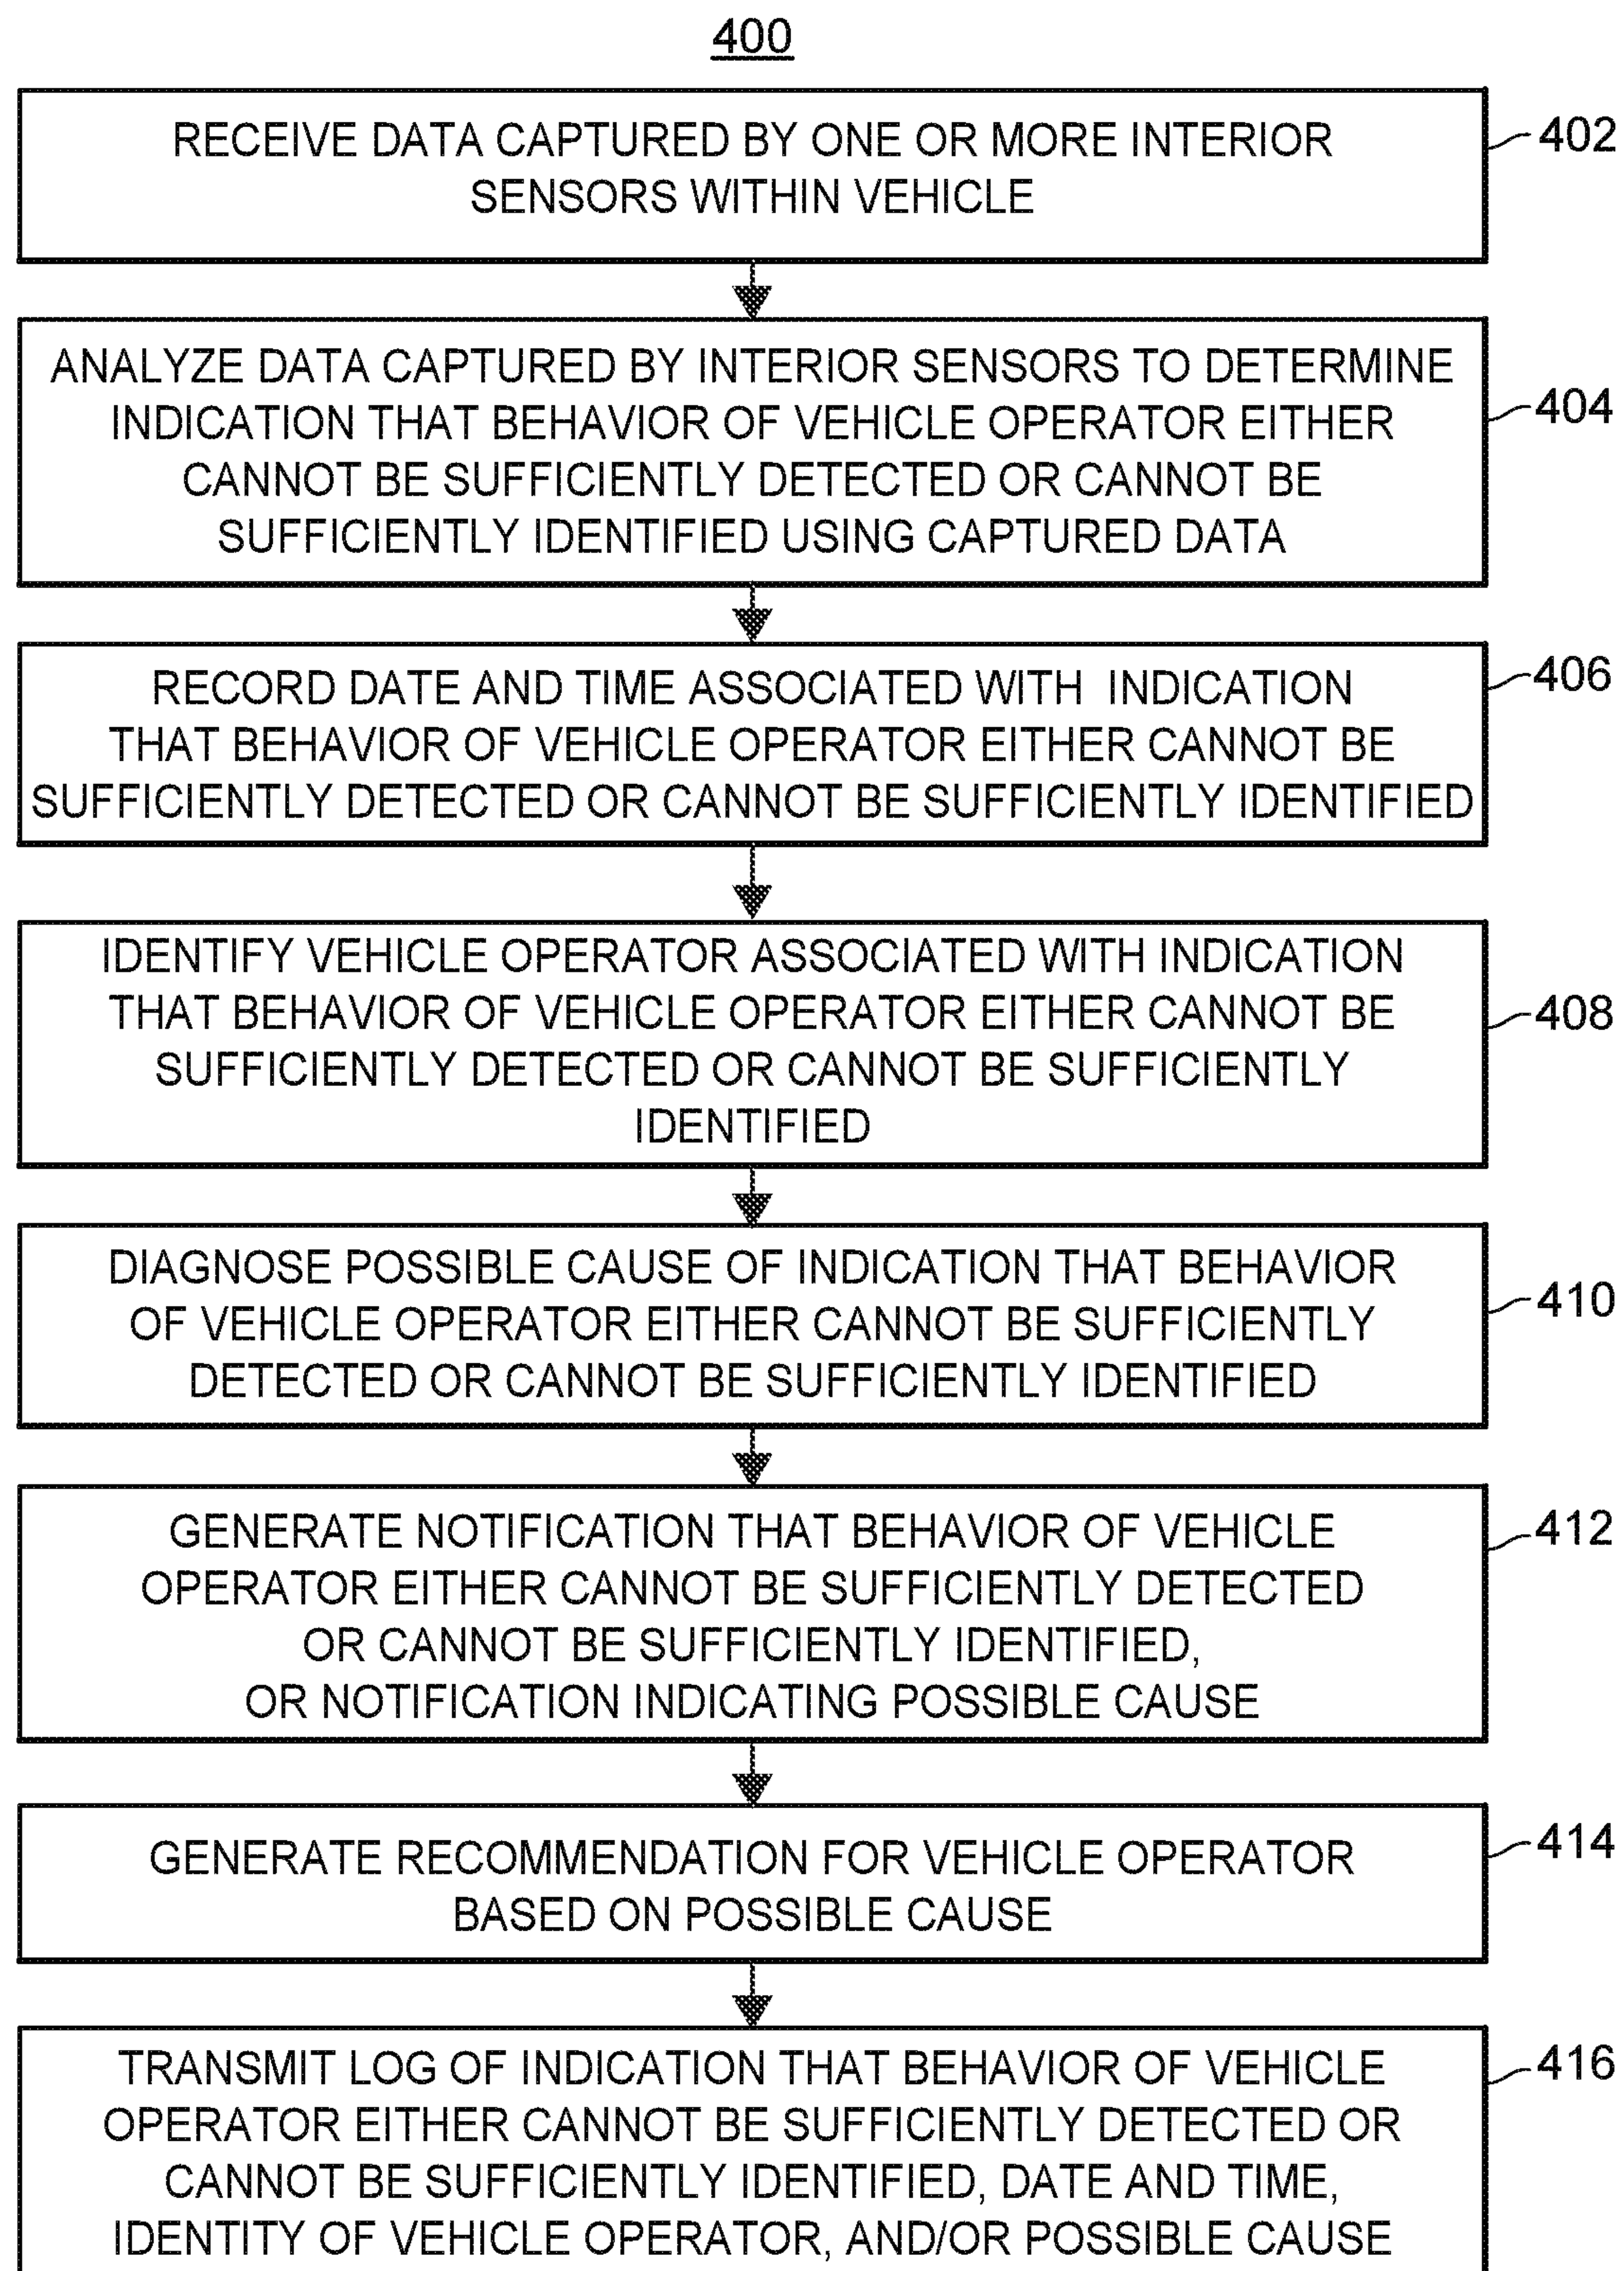 400
RECEIVE DATA CAPTURED BY ONE OR MORE INTERIOR
SENSORS WITHIN VEHICLE
402
ANALYZE DATA CAPTURED BY INTERIOR SENSORS TO DETERMINE
INDICATION THAT BEHAVIOR OF VEHICLE OPERATOR EITHER
CANNOT BE SUFFICIENTLY DETECTED OR CANNOT BE
SUFFICIENTLY IDENTIFIED USING CAPTURED DATA
404
RECORD DATE AND TIME ASSOCIATED WITH INDICATION
THAT BEHAVIOR OF VEHICLE OPERATOR EITHER CANNOT BE
SUFFICIENTLY DETECTED OR CANNOT BE SUFFICIENTLY IDENTIFIED
406
IDENTIFY VEHICLE OPERATOR ASSOCIATED WITH INDICATION
THAT BEHAVIOR OF VEHICLE OPERATOR EITHER CANNOT BE
SUFFICIENTLY DETECTED OR CANNOT BE SUFFICIENTLY
IDENTIFIED
408
DIAGNOSE POSSIBLE CAUSE OF INDICATION THAT BEHAVIOR
OF VEHICLE OPERATOR EITHER CANNOT BE SUFFICIENTLY
DETECTED OR CANNOT BE SUFFICIENTLY IDENTIFIED
410
GENERATE NOTIFICATION THAT BEHAVIOR OF VEHICLE
OPERATOR EITHER CANNOT BE SUFFICIENTLY DETECTED
OR CANNOT BE SUFFICIENTLY IDENTIFIED,
OR NOTIFICATION INDICATING POSSIBLE CAUSE
412
GENERATE RECOMMENDATION FOR VEHICLE OPERATOR
BASED ON POSSIBLE CAUSE
414
TRANSMIT LOG OF INDICATION THAT BEHAVIOR OF VEHICLE
OPERATOR EITHER CANNOT BE SUFFICIENTLY DETECTED OR
CANNOT BE SUFFICIENTLY IDENTIFIED, DATE AND TIME,
IDENTITY OF VEHICLE OPERATOR, AND/OR POSSIBLE CAUSE
416